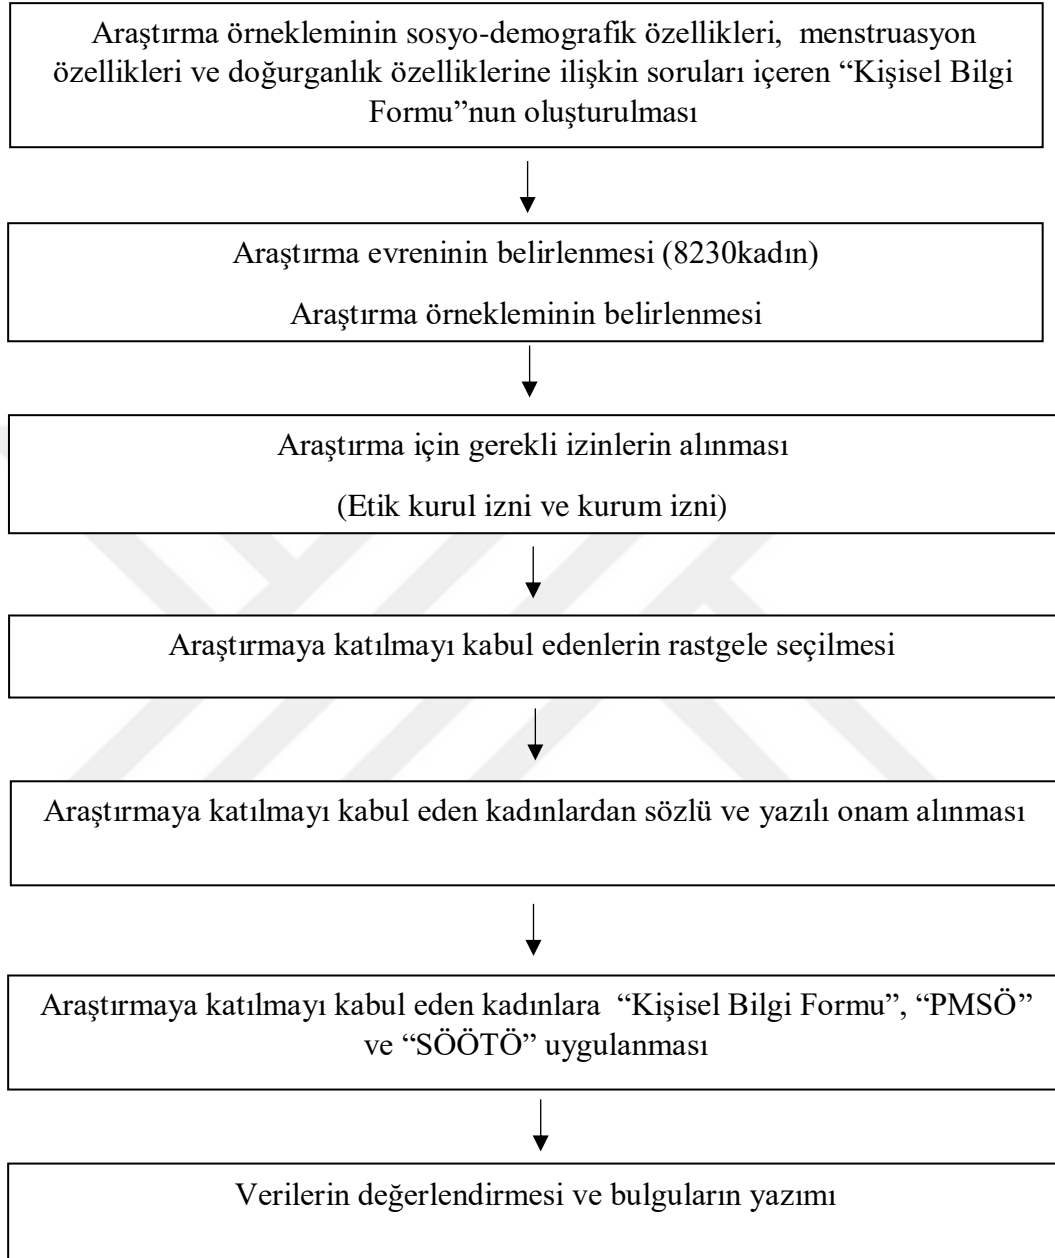 Araştırma örnekleminin sosyo-demografik özellikleri, menstruasyon
özellikleri ve doğurganlık özelliklerine ilişkin soruları içeren “Kişisel Bilgi
Formu”nun oluşturulması
Araştırma evreninin belirlenmesi (8230kadın)
Araştırma örnekleminin belirlenmesi
Araştırma için gerekli izinlerin alınması
(Etik kurul izni ve kurum izni)
Araştırmaya katılmayı kabul edenlerin rastgele seçilmesi
Araştırmaya katılmayı kabul eden kadınlardan sözlü ve yazılı onam alınması
Araştırmaya katılmayı kabul eden kadınlara “Kişisel Bilgi Formu”, “PMSÖ”
ve “SÖÖTÖ” uygulanması
Verilerin değerlendirmesi ve bulguların yazımı